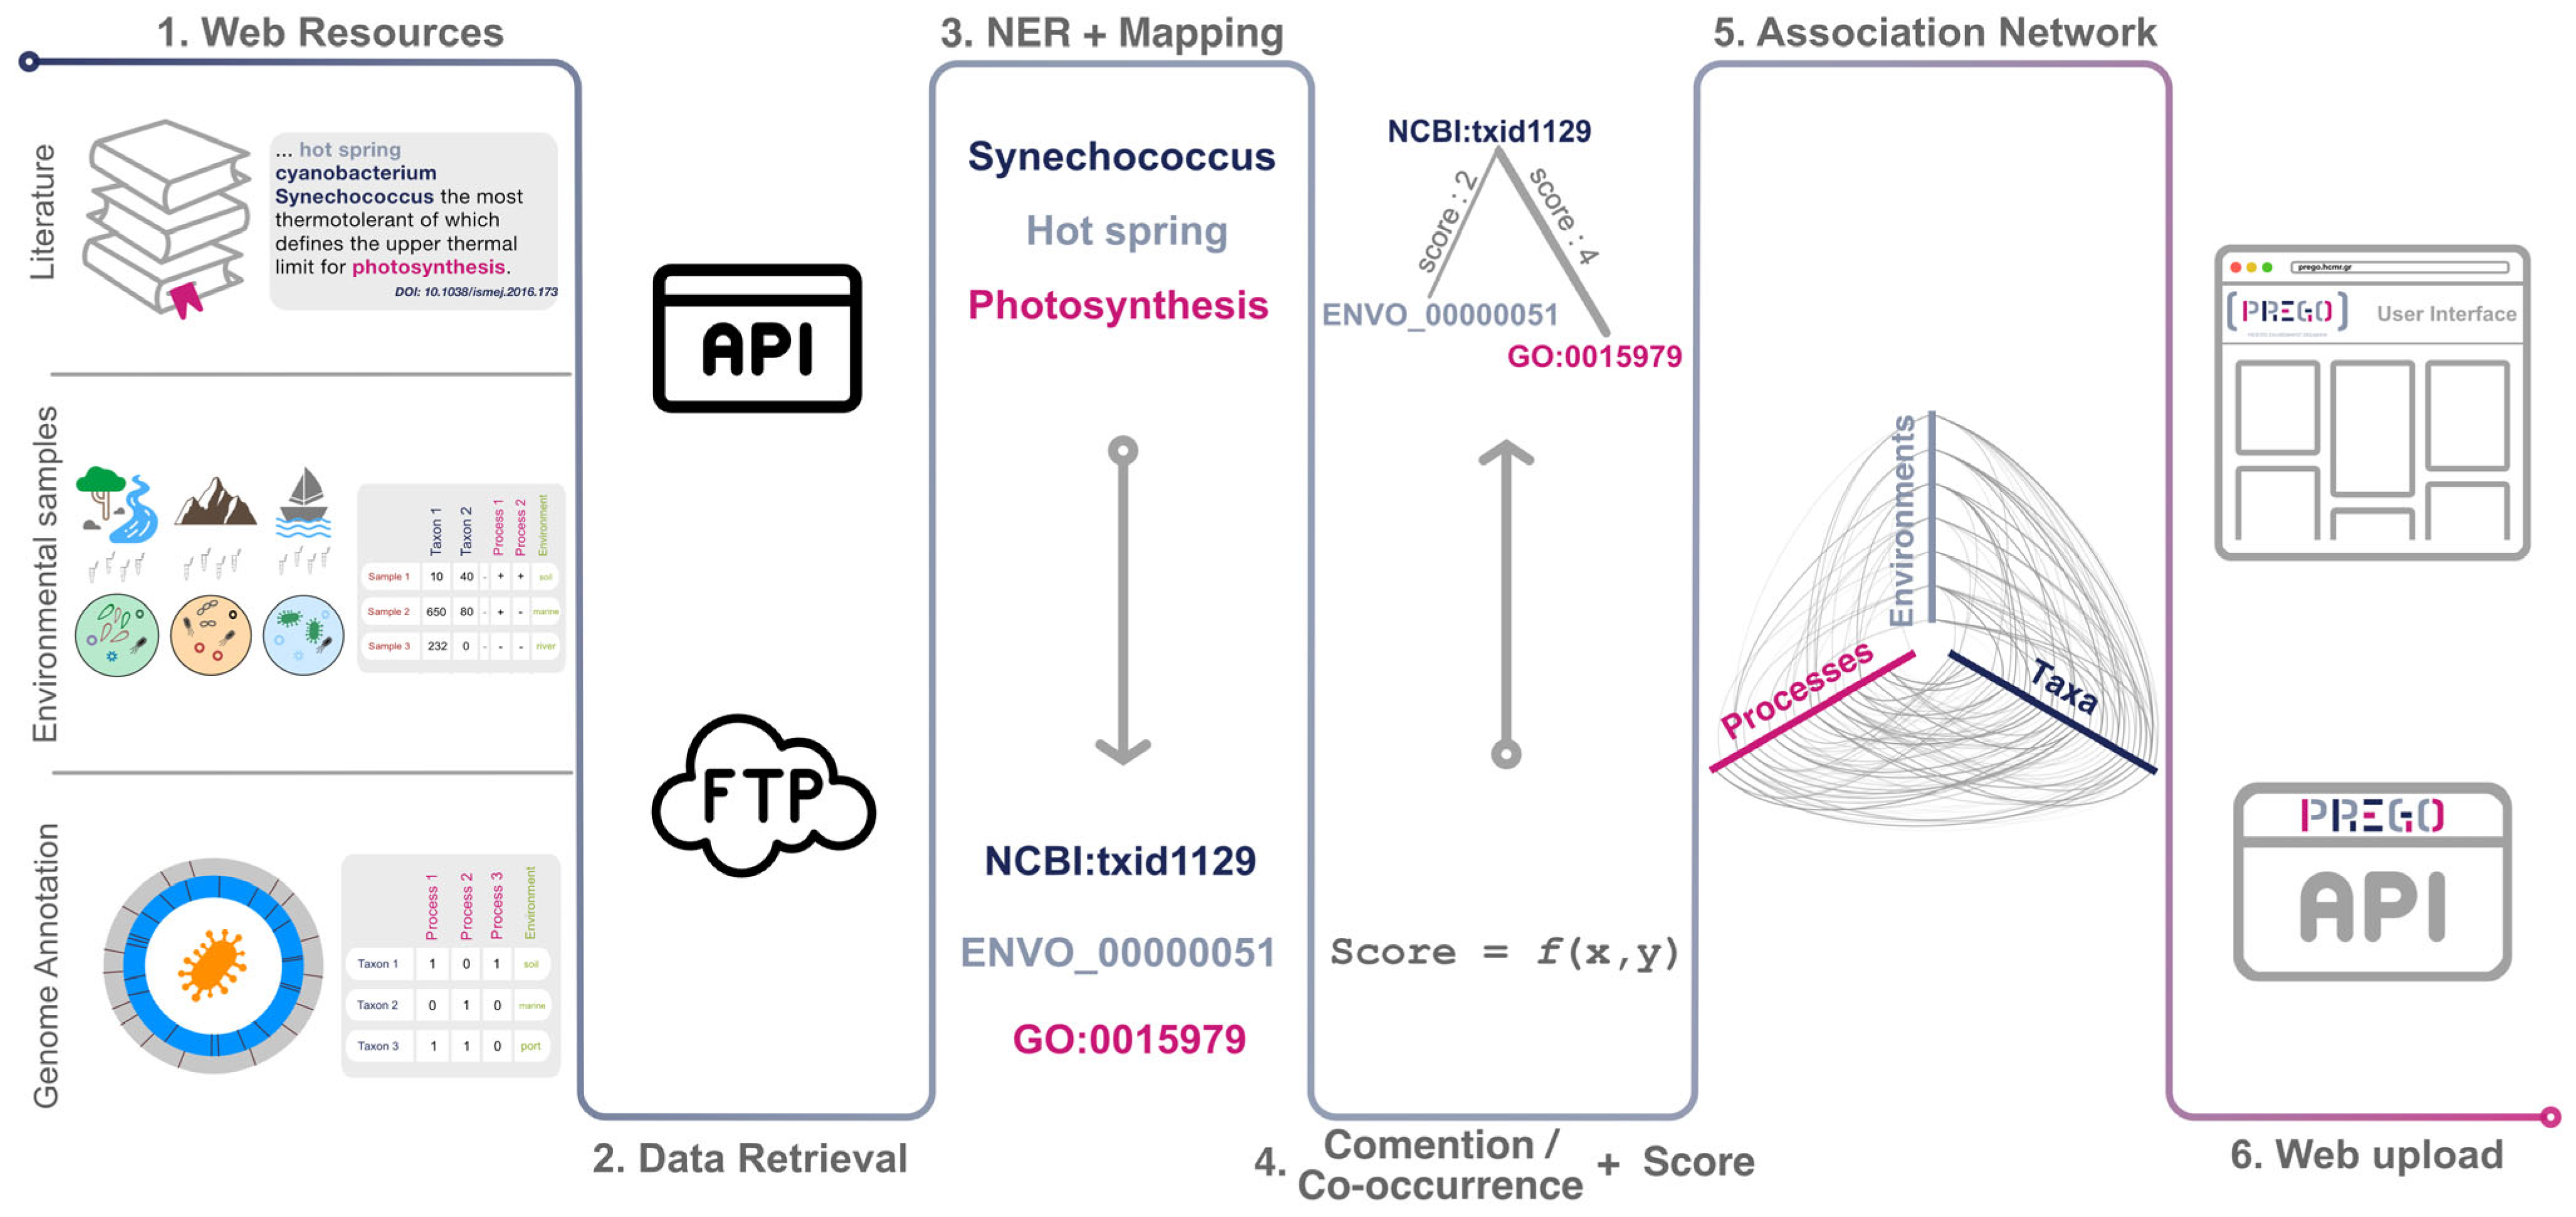 1. Web Resources
Literature
... hot spring
cyanobacterium
Synechococcus the most
thermotolerant of which
defines the upper thermal
limit for photosynthesis.
DOI: 10.1038/ismej.2016.173
Environmental samples
Taxon 1 Taxon 2 Process 1 Process 2 Environment
Sample 1 10 40 - + + soil
Sample 2 650 80 - + - marine
Sample 3 232 0 - - - river
Genome Annotation
Process 1 Process 2 Process 3 Environment
Taxon 1 1 0 1 soil
Taxon 2 0 1 0 marine
Taxon 3 1 1 0 port
API
FTP
2. Data Retrieval
3. NER + Mapping
Synechococcus
Hot spring
Photosynthesis
NCBI:txid1129
ENVO_00000051
GO:0015979
NCBI:txid1129
score : 2
score : 4
ENVO_00000051
GO:0015979
Score = f(x,y)
4. Comention /
Co-occurrence + Score
5. Association Network
Environments
Processes
Taxa
prego.hcmr.gr
[PREGO] User Interface
PREGO
API
6. Web upload